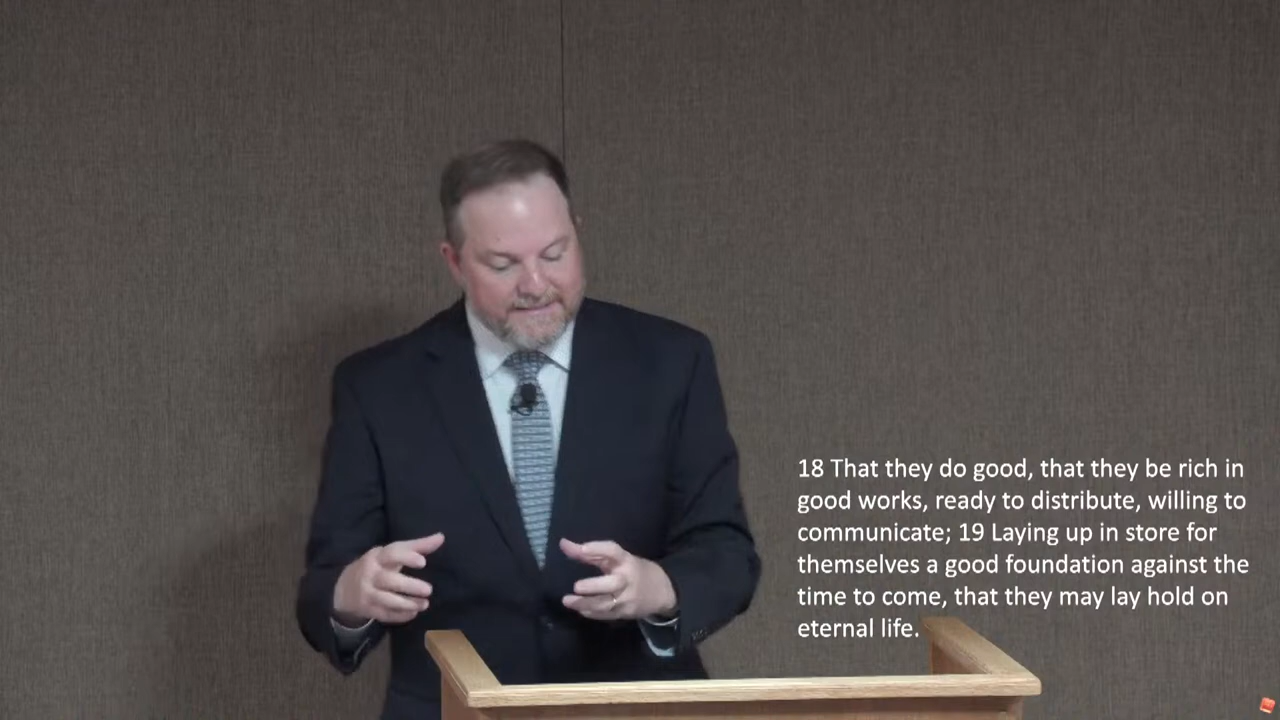 18 That they do good, that they be rich in
good works, ready to distribute, willing to
communicate; 19 Laying up in store for
themselves a good foundation against the
time to come, that they may lay hold on
eternal life.